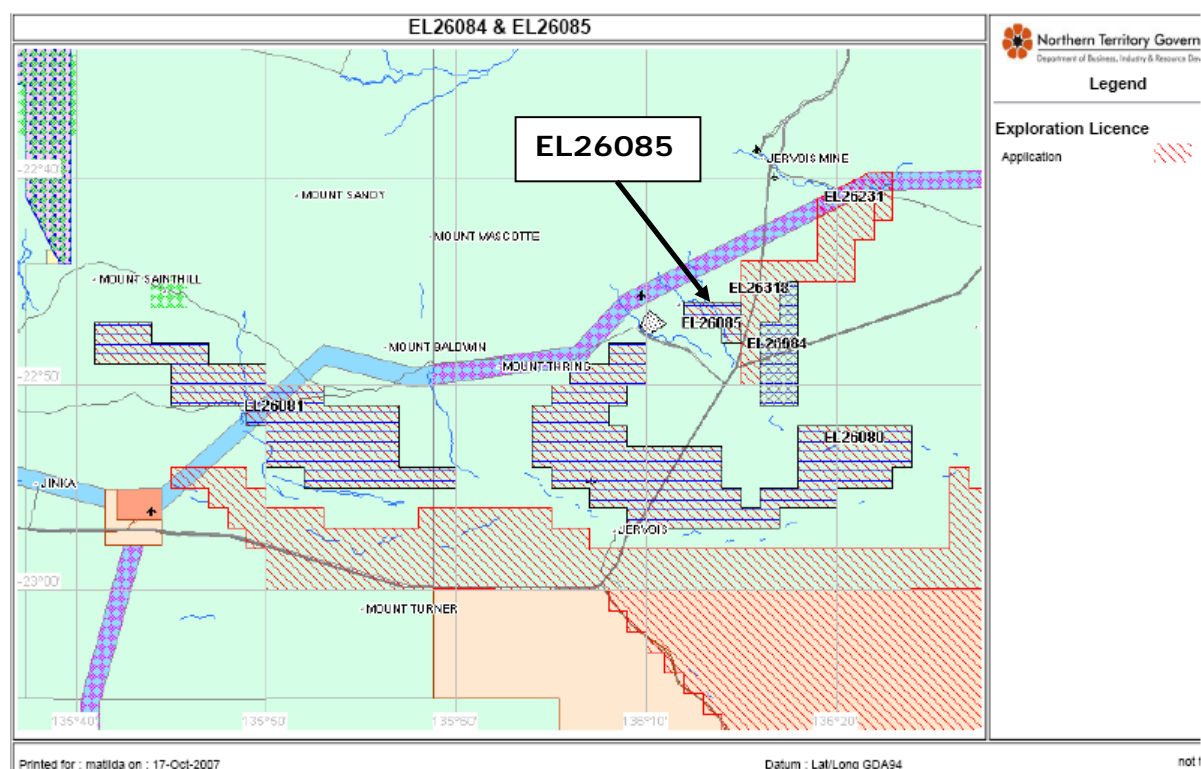 EL26084 & EL26085
Northern Territory Govern
Department of Business, Industry & Resource Dev
Legend
Exploration Licence
Application
EL26085
-22°40'
JERVOIS MINE
MOUNT SANDY
EL26231
MOUNT MASCOTTE
MOUNT SAINTHILL
EL26318
EL26085
EL26084
MOUNT BALDWIN
MOUNT THRING
-22°50'
EL26081
EL26080
JINKA
JERVOIS
-23°00'
MOUNT TURNER
135°40'
135°50'
135°60'
136°10'
136°20'
Printed for : matilda on : 17-Oct-2007
Datum : Lat/Long GDA94
not